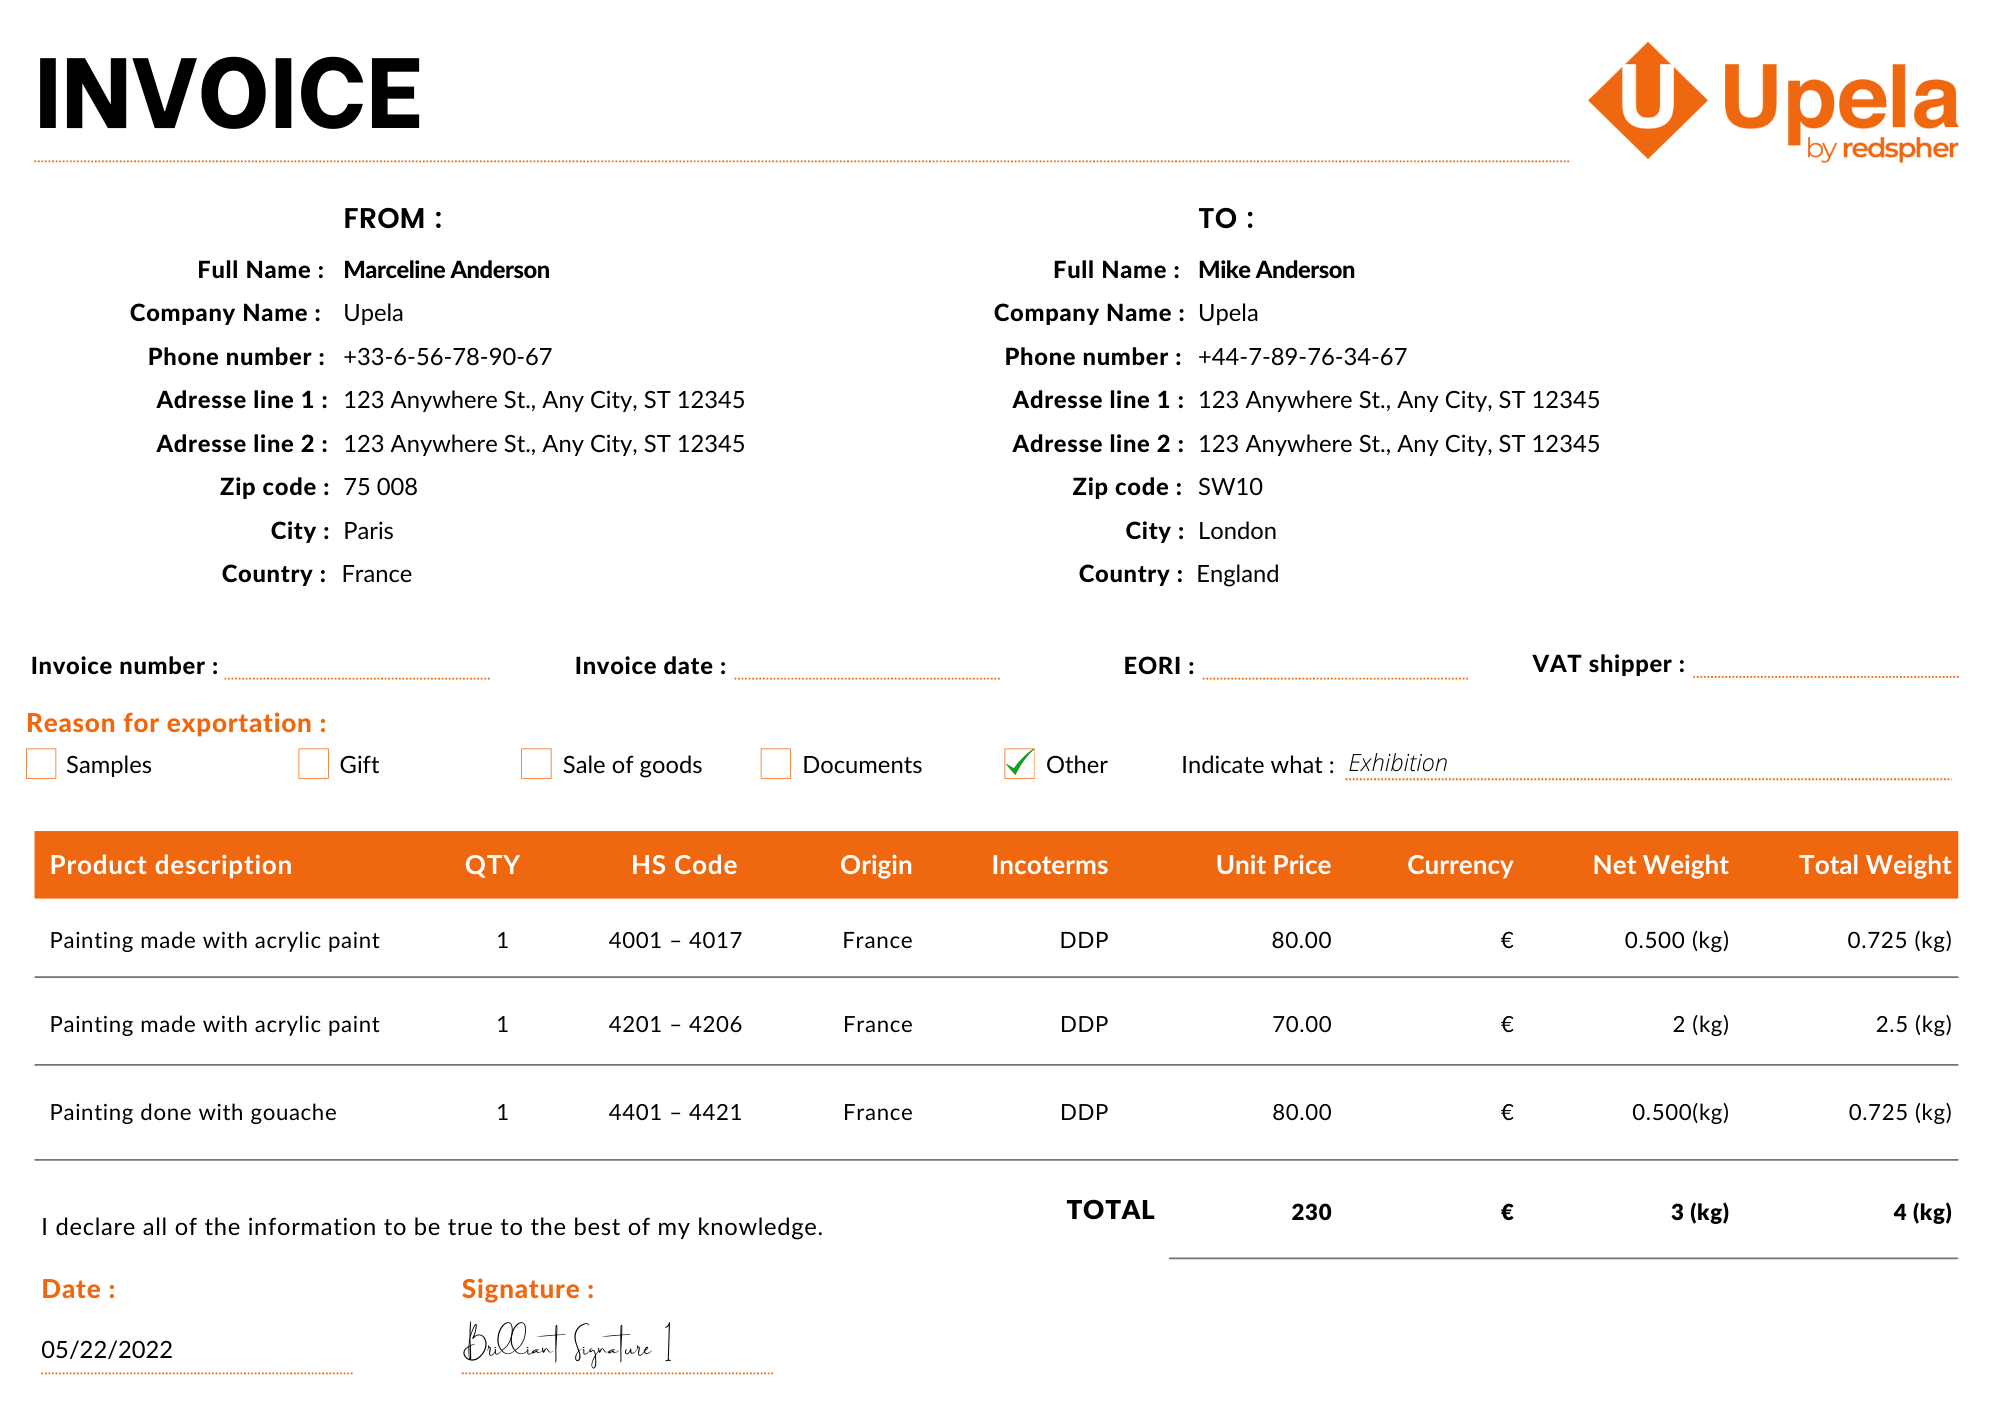 INVOICE
U Upela
by redspher
FROM :
Full Name : Marceline Anderson
Company Name : Upela
Phone number : +33-6-56-78-90-67
Adresse line 1 : 123 Anywhere St., Any City, ST 12345
Adresse line 2 : 123 Anywhere St., Any City, ST 12345
Zip code : 75 008
City : Paris
Country : France
TO :
Full Name : Mike Anderson
Company Name : Upela
Phone number : +44-7-89-76-34-67
Adresse line 1 : 123 Anywhere St., Any City, ST 12345
Adresse line 2 : 123 Anywhere St., Any City, ST 12345
Zip code : SW10
City : London
Country : England
Invoice number : Invoice date : EORI : VAT shipper :
Reason for exportation :
Samples Gift Sale of goods Documents Other Indicate what : Exhibition
Product description QTY HS Code Origin Incoterms Unit Price Currency Net Weight Total Weight
Painting made with acrylic paint 1 4001 – 4017 France DDP 80.00 € 0.500 (kg) 0.725 (kg)
Painting made with acrylic paint 1 4201 – 4206 France DDP 70.00 € 2 (kg) 2.5 (kg)
Painting done with gouache 1 4401 – 4421 France DDP 80.00 € 0.500(kg) 0.725 (kg)
TOTAL 230 € 3 (kg) 4 (kg)
I declare all of the information to be true to the best of my knowledge.
Date : Signature :
05/22/2022 Brilliant Signature 1